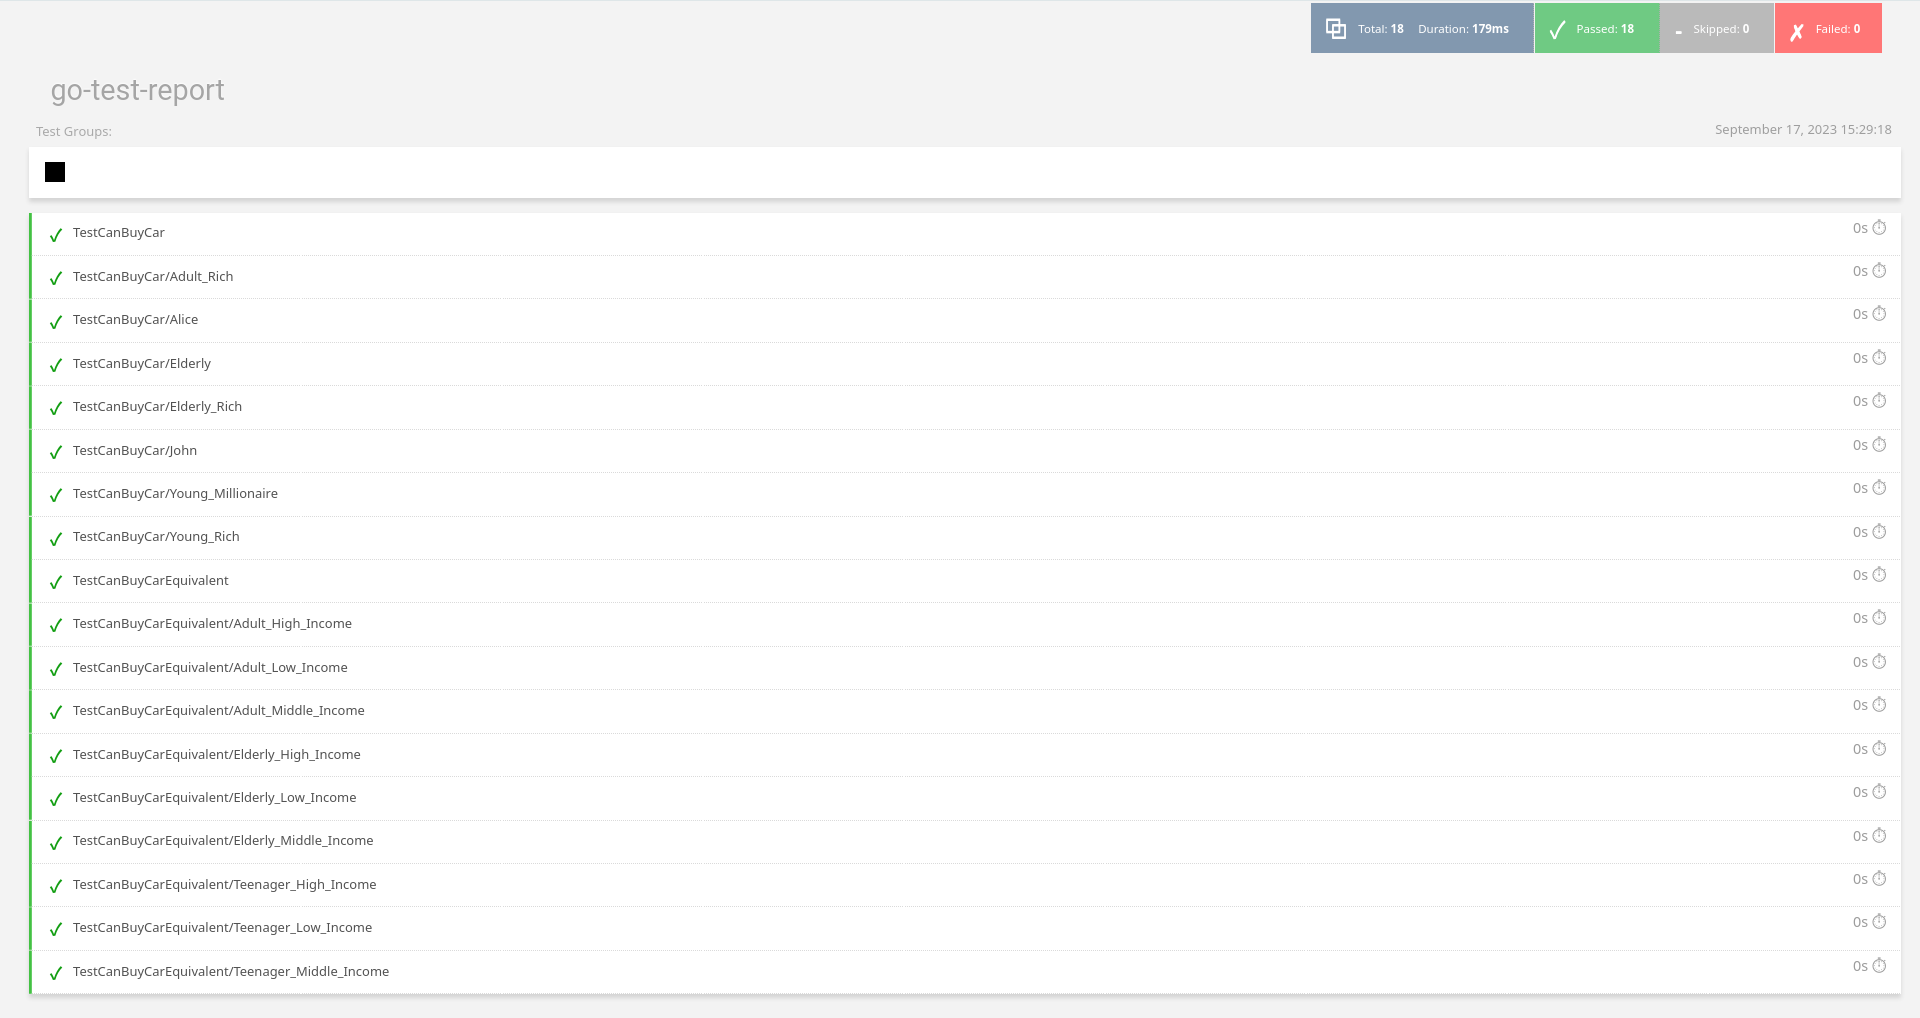 Total: 18 Duration: 179ms Passed: 18 - Skipped: 0 Failed: 0
go-test-report
Test Groups: September 17, 2023 15:29:18
TestCanBuyCar 0s
TestCanBuyCar/Adult_Rich 0s
TestCanBuyCar/Alice 0s
TestCanBuyCar/Elderly 0s
TestCanBuyCar/Elderly_Rich 0s
TestCanBuyCar/John 0s
TestCanBuyCar/Young_Millionaire 0s
TestCanBuyCar/Young_Rich 0s
TestCanBuyCarEquivalent 0s
TestCanBuyCarEquivalent/Adult_High_Income 0s
TestCanBuyCarEquivalent/Adult_Low_Income 0s
TestCanBuyCarEquivalent/Adult_Middle_Income 0s
TestCanBuyCarEquivalent/Elderly_High_Income 0s
TestCanBuyCarEquivalent/Elderly_Low_Income 0s
TestCanBuyCarEquivalent/Elderly_Middle_Income 0s
TestCanBuyCarEquivalent/Teenager_High_Income 0s
TestCanBuyCarEquivalent/Teenager_Low_Income 0s
TestCanBuyCarEquivalent/Teenager_Middle_Income 0s